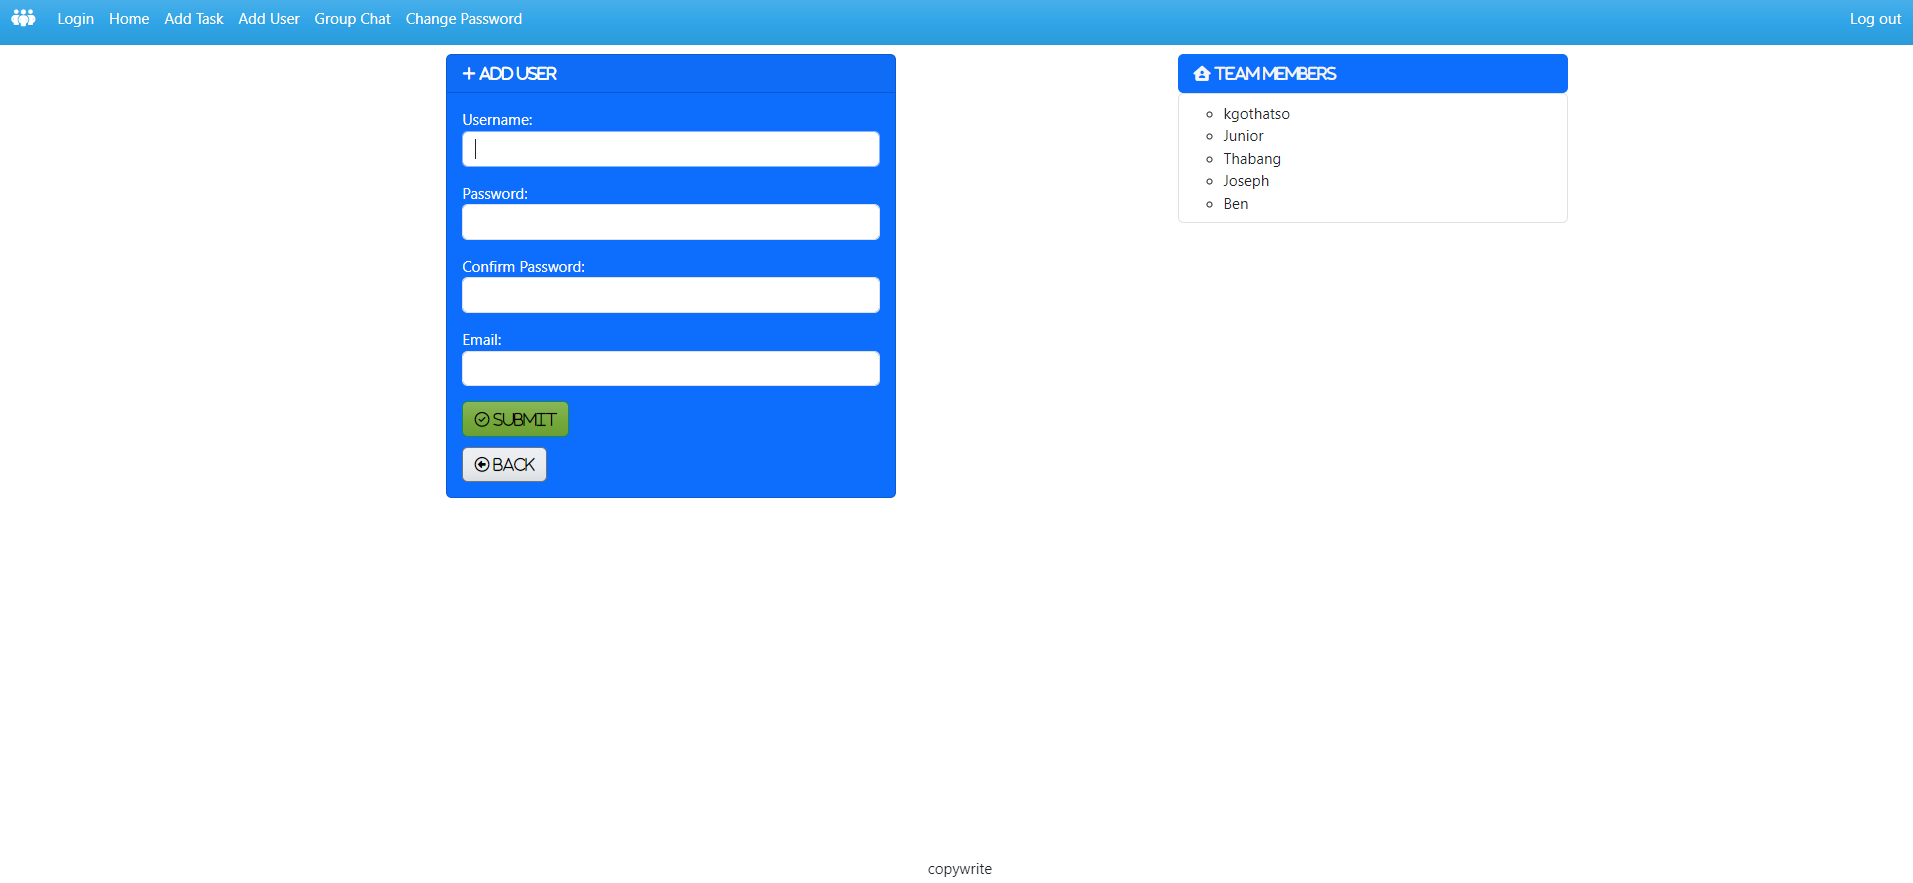 Login Home Add Task Add User Group Chat Change Password Log out
ADD USER
Username:
Password:
Confirm Password:
Email:
SUBMIT
BACK
TEAM MEMBERS
kgothatso
Junior
Thabang
Joseph
Ben
copywrite